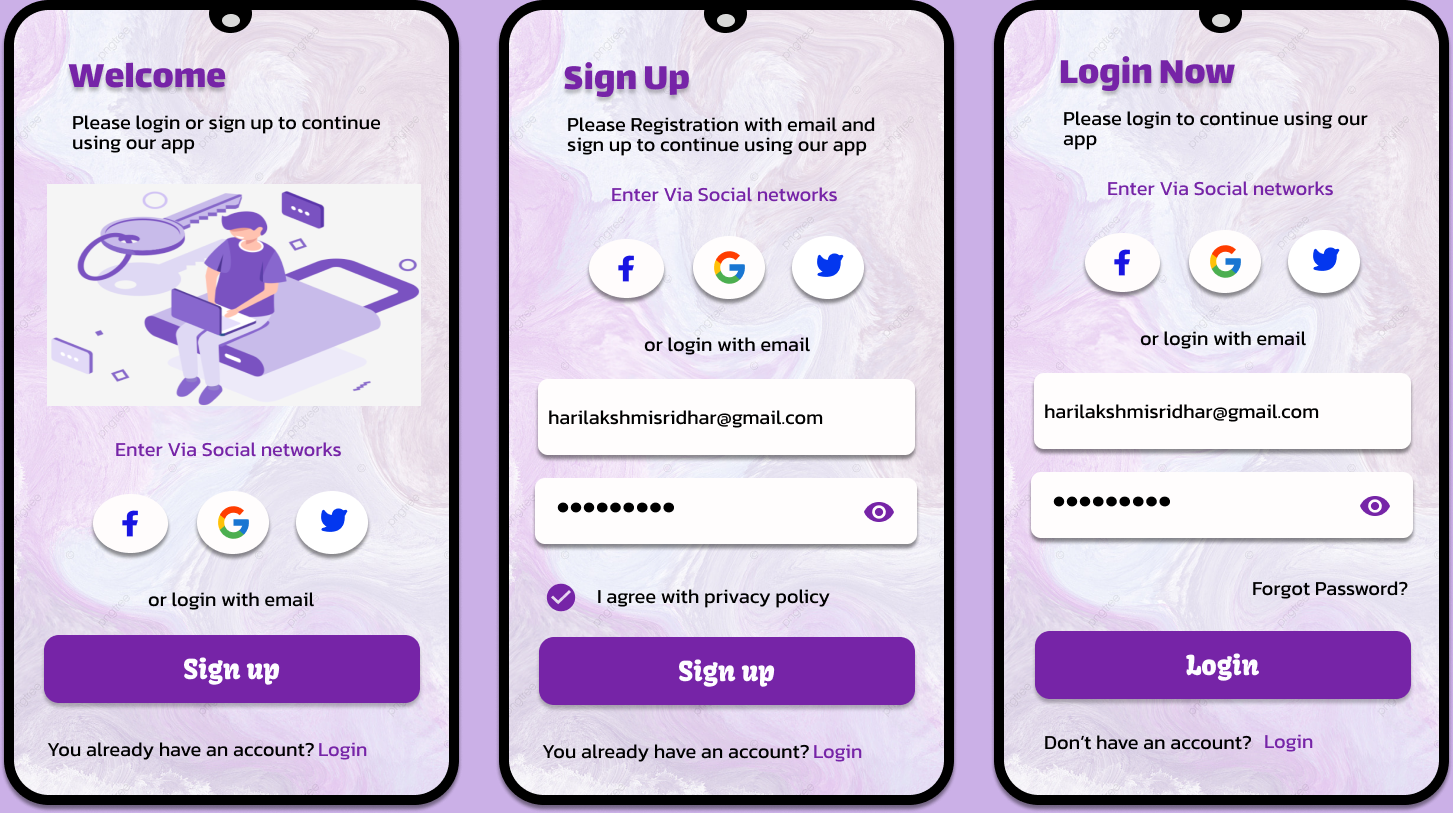 Welcome
Please login or sign up to continue
using our app
Enter Via Social networks
or login with email
Sign up
You already have an account? Login
Sign Up
Please Registration with email and
sign up to continue using our app
Enter Via Social networks
or login with email
harilakshmisridhar@gmail.com
I agree with privacy policy
Sign up
You already have an account? Login
Login Now
Please login to continue using our
app
Enter Via Social networks
or login with email
harilakshmisridhar@gmail.com
Forgot Password?
Login
Don’t have an account? Login